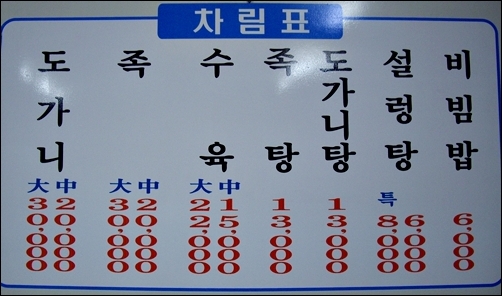 차림표
비빔밥
6,000
설렁탕
6,000
특
8,000
도가니탕
13,000
족탕
13,000
수육
中
15,000
大
22,000
족
中
20,000
大
30,000
도가니
中
20,000
大
30,000